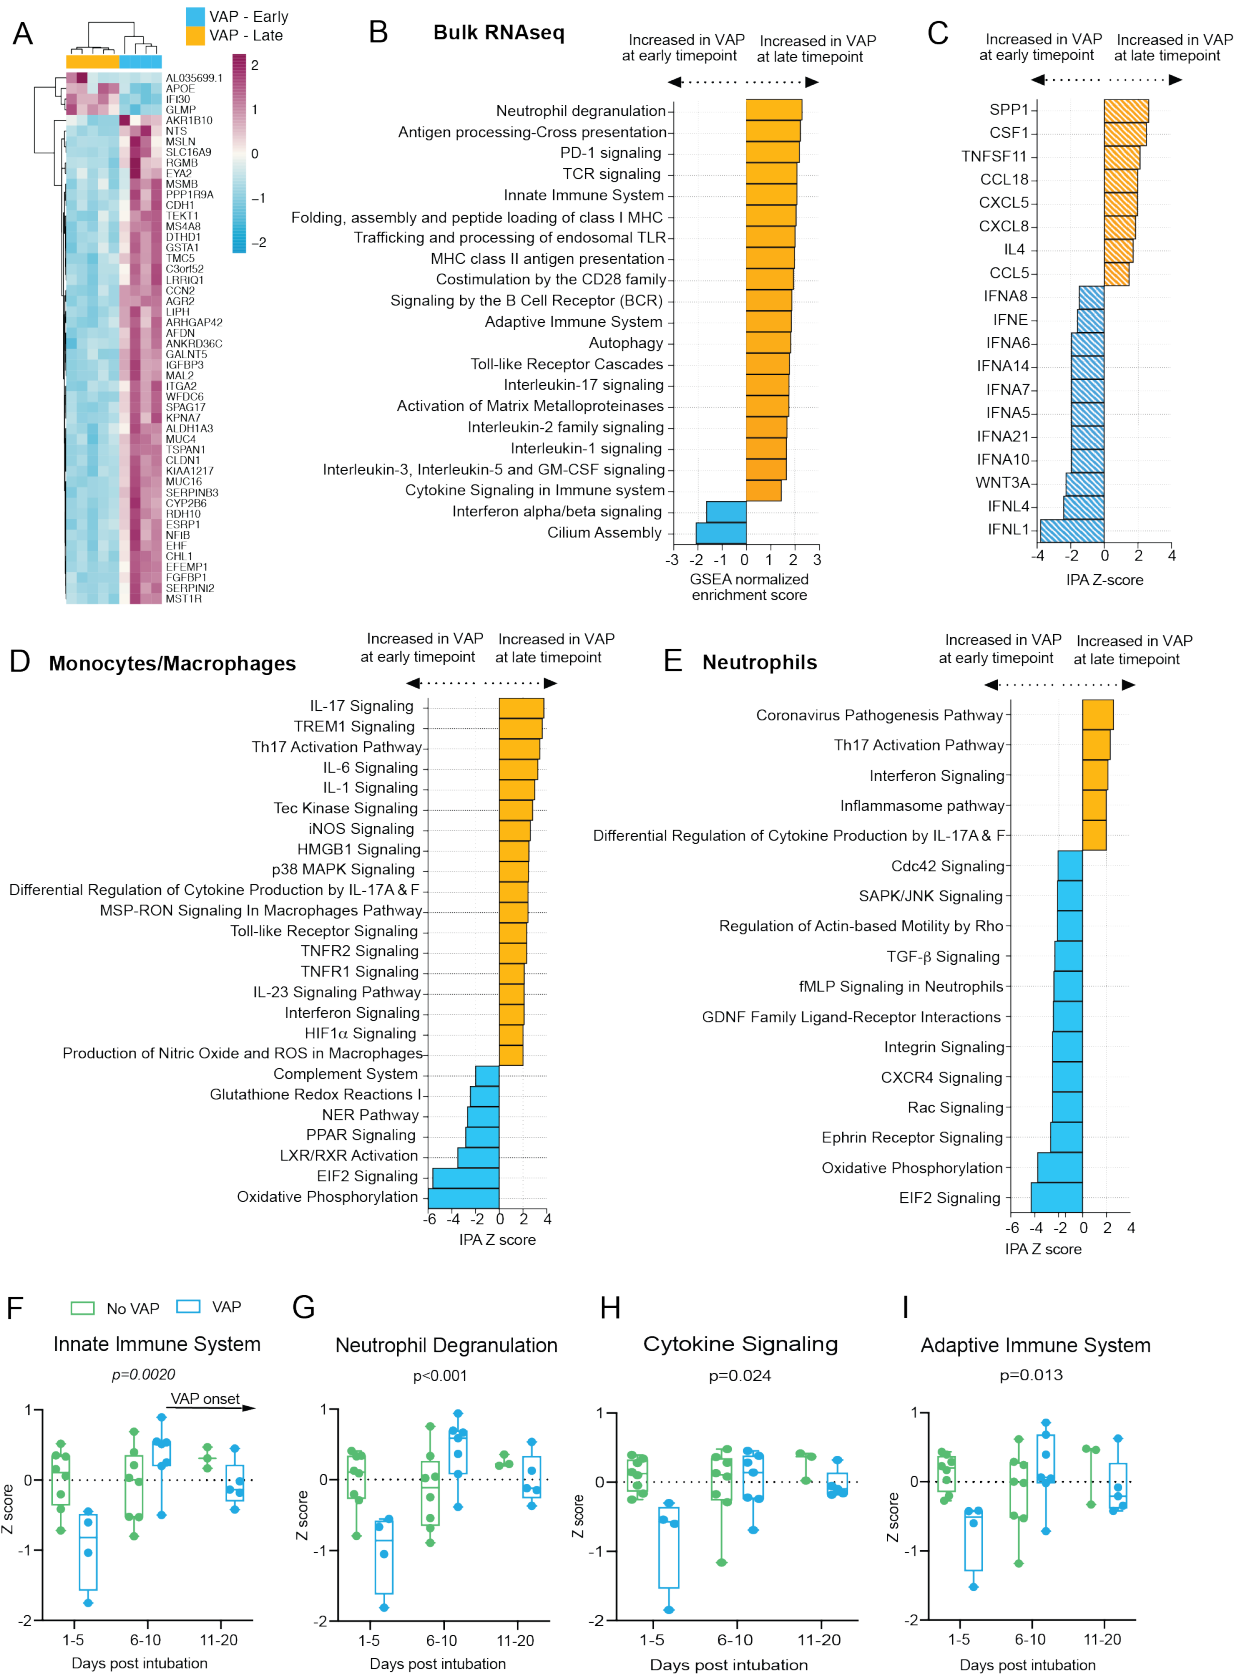 A
VAP - Early
VAP - Late
2
1
0
−1
−2
AL035699.1
APOE
IFI30
GLMP
AKR1B10
NTS
MSLN
SLC16A9
RGMB
EYA2
MSMB
PPP1R9A
CDH1
TEKT1
MS4A8
DTHD1
GSTA1
TMC5
C3orf52
LRRIQ1
CCN2
AGR2
LIPH
ARHGAP42
AFDN
ANKRD36C
GALNT5
IGFBP3
MAL2
ITGA2
WFDC6
SPAG17
KPNA7
ALDH1A3
MUC4
TSPAN1
CLDN1
KIAA1217
MUC16
SERPINB3
CYP2B6
RDH10
ESRP1
NFIB
EHF
CHL1
EFEMP1
FGFBP1
SERPINI2
MST1R
B Bulk RNAseq
Increased in VAP at early timepoint
Increased in VAP at late timepoint
Neutrophil degranulation
Antigen processing-Cross presentation
PD-1 signaling
TCR signaling
Innate Immune System
Folding, assembly and peptide loading of class I MHC
Trafficking and processing of endosomal TLR
MHC class II antigen presentation
Costimulation by the CD28 family
Signaling by the B Cell Receptor (BCR)
Adaptive Immune System
Autophagy
Toll-like Receptor Cascades
Interleukin-17 signaling
Activation of Matrix Metalloproteinases
Interleukin-2 family signaling
Interleukin-1 signaling
Interleukin-3, Interleukin-5 and GM-CSF signaling
Cytokine Signaling in Immune system
Interferon alpha/beta signaling
Cilium Assembly
-3 -2 -1 0 1 2 3
GSEA normalized
enrichment score
C
Increased in VAP at early timepoint
Increased in VAP at late timepoint
SPP1
CSF1
TNFSF11
CCL18
CXCL5
CXCL8
IL4
CCL5
IFNA8
IFNE
IFNA6
IFNA14
IFNA7
IFNA5
IFNA21
IFNA10
WNT3A
IFNL4
IFNL1
-4 -2 0 2 4
IPA Z-score
D Monocytes/Macrophages
Increased in VAP at early timepoint
Increased in VAP at late timepoint
IL-17 Signaling
TREM1 Signaling
Th17 Activation Pathway
IL-6 Signaling
IL-1 Signaling
Tec Kinase Signaling
iNOS Signaling
HMGB1 Signaling
p38 MAPK Signaling
Differential Regulation of Cytokine Production by IL-17A & F
MSP-RON Signaling In Macrophages Pathway
Toll-like Receptor Signaling
TNFR2 Signaling
TNFR1 Signaling
IL-23 Signaling Pathway
Interferon Signaling
HIF1α Signaling
Production of Nitric Oxide and ROS in Macrophages
Complement System
Glutathione Redox Reactions I
NER Pathway
PPAR Signaling
LXR/RXR Activation
EIF2 Signaling
Oxidative Phosphorylation
-6 -4 -2 0 2 4
IPA Z score
E Neutrophils
Increased in VAP at early timepoint
Increased in VAP at late timepoint
Coronavirus Pathogenesis Pathway
Th17 Activation Pathway
Interferon Signaling
Inflammasome pathway
Differential Regulation of Cytokine Production by IL-17A & F
Cdc42 Signaling
SAPK/JNK Signaling
Regulation of Actin-based Motility by Rho
TGF-β Signaling
fMLP Signaling in Neutrophils
GDNF Family Ligand-Receptor Interactions
Integrin Signaling
CXCR4 Signaling
Rac Signaling
Ephrin Receptor Signaling
Oxidative Phosphorylation
EIF2 Signaling
-6 -4 -2 0 2 4
IPA Z score
F
No VAP
VAP
Innate Immune System
p=0.0020
VAP onset
1
0
-1
-2
Z score
1-5 6-10 11-20
Days post intubation
G
Neutrophil Degranulation
p<0.001
1
0
-1
-2
Z score
1-5 6-10 11-20
Days post intubation
H
Cytokine Signaling
p=0.024
1
0
-1
-2
Z score
1-5 6-10 11-20
Days post intubation
I
Adaptive Immune System
p=0.013
1
0
-1
-2
Z score
1-5 6-10 11-20
Days post intubation